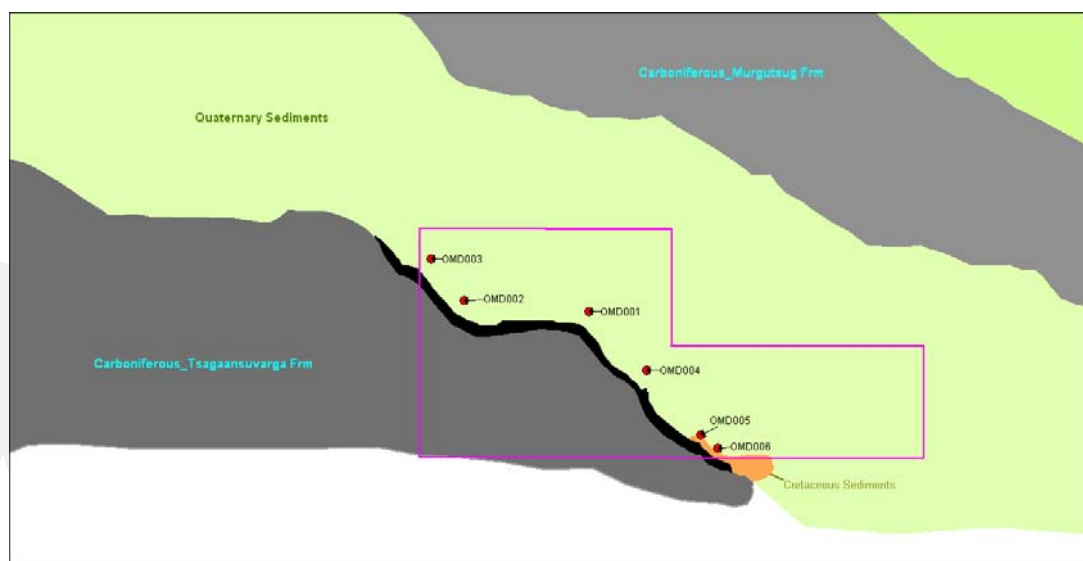 Carboniferous_Murgutsug Frm
Quaternary Sediments
OMD003
OMD002
OMD001
Carboniferous_Tsagaansuvarga Frm
OMD004
OMD005
OMD006
Cretaceous Sediments